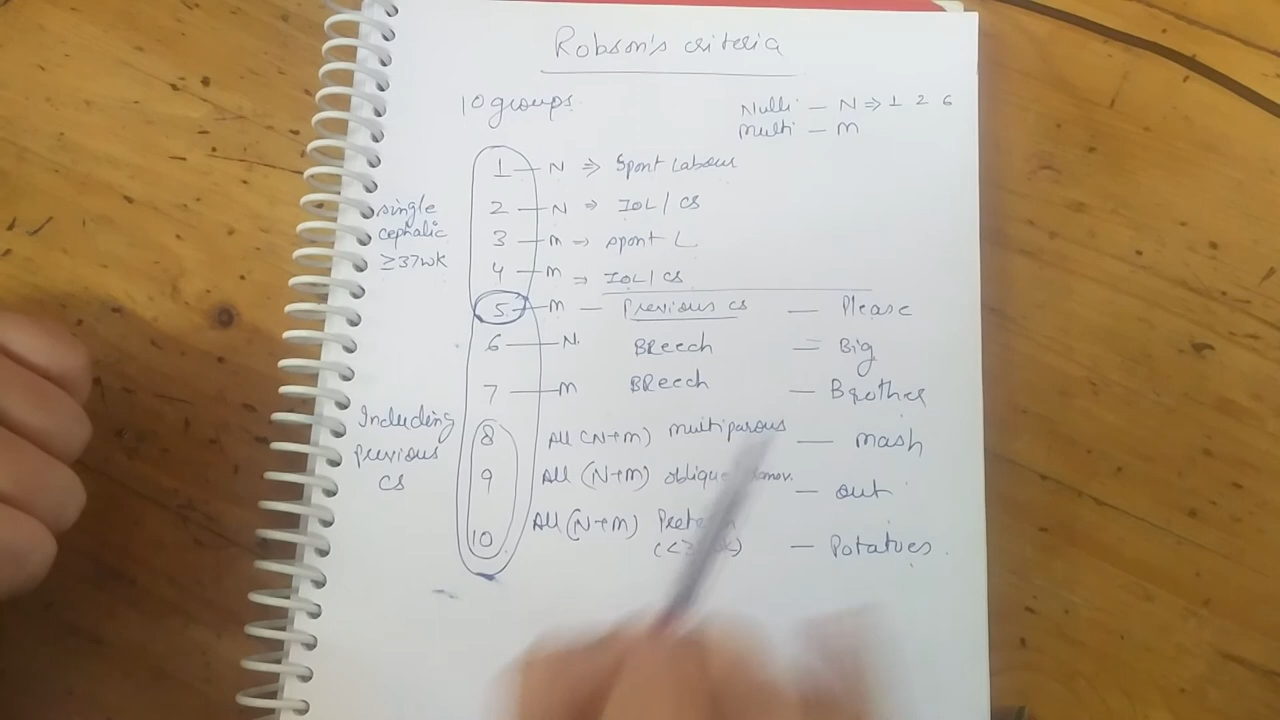 Robson's criteria
10 groups.
Nulli — N ⇒ 1 2 6
Multi — M
1 — N ⇒ Spont Labour
single cephalic ≥37wk
2 — N ⇒ IOL / CS
3 — M ⇒ Spont L
4 — M ⇒ IOL / CS
5 — M — Previous CS — Please
6 — N. BReech = Big
7 — M BReech — Brother
Including previous CS
8 All (N+M) multiparous — mash
9 All (N+M) oblique — out
10 All (N+M) — Potatoes.